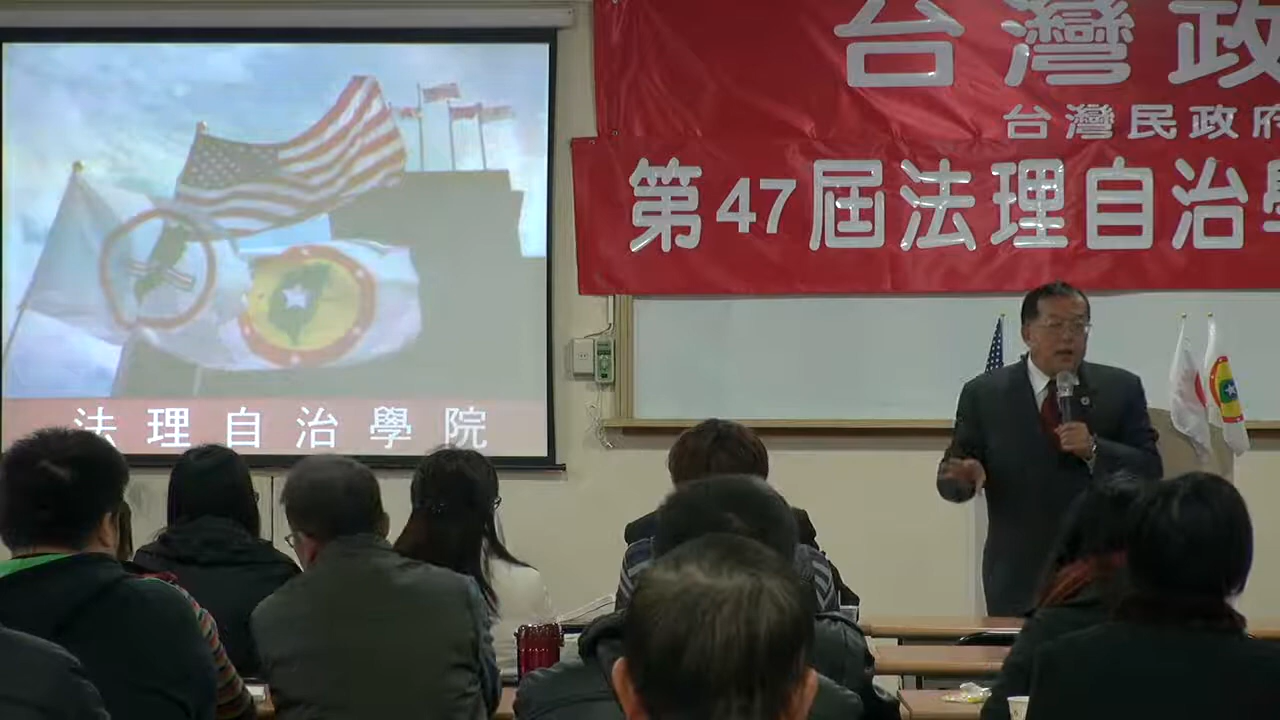 台灣政
台灣民政府
第47屆法理自治學
法理自治學院